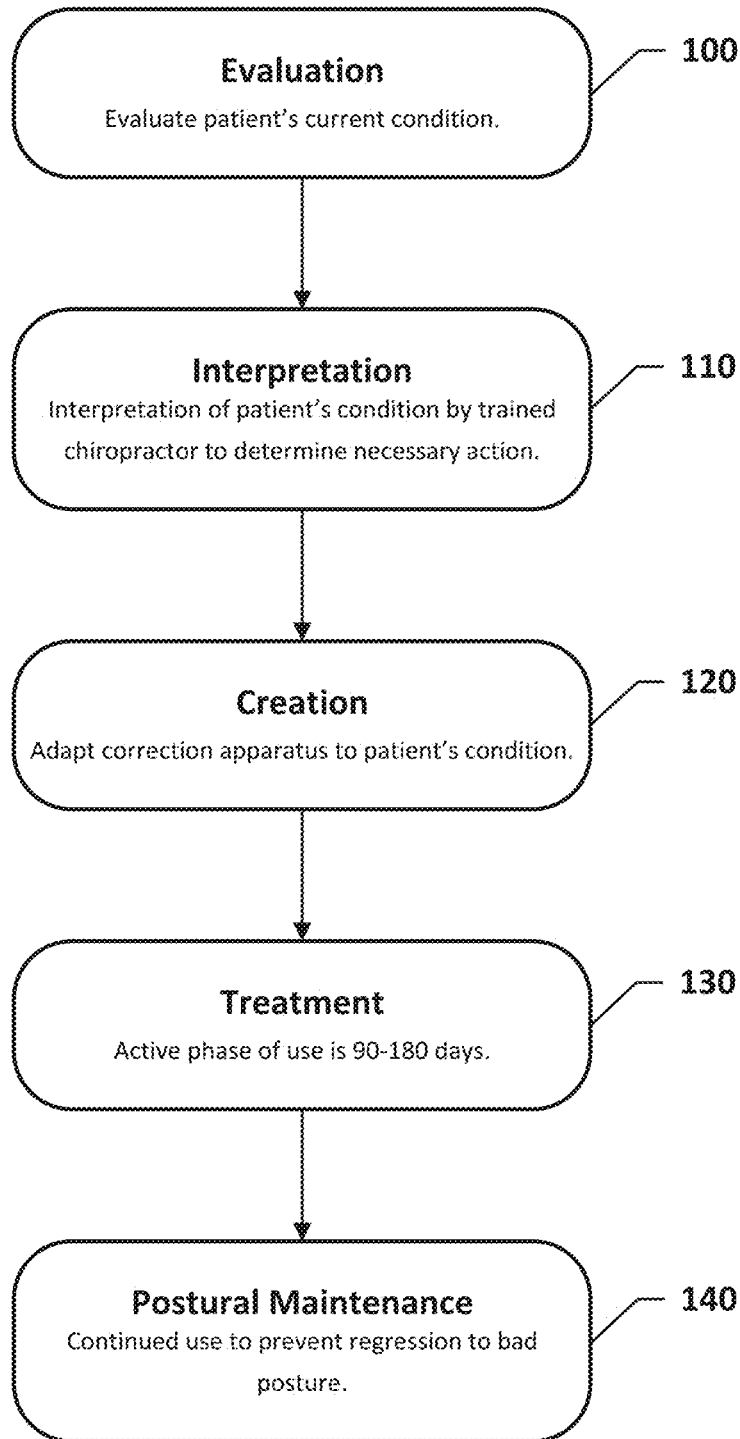 Evaluation
100
Evaluate patient's current condition.
Interpretation
110
Interpretation of patient's condition by trained
chiropractor to determine necessary action.
Creation
120
Adapt correction apparatus to patient's condition.
Treatment
130
Active phase of use is 90-180 days.
Postural Maintenance
140
Continued use to prevent regression to bad
posture.